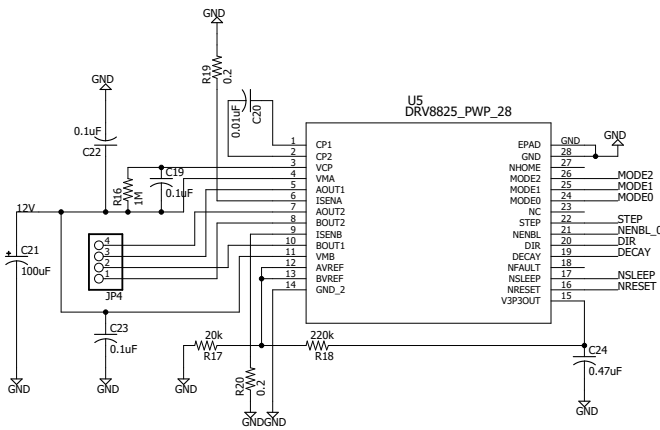 GND
R19
0.2
GND
0.01uF
C20
U5
DRV8825_PWP_28
0.1uF
C22
1 CP1
2 CP2
3 VCP
4 VMA
5 AOUT1
6 ISENA
7 AOUT2
8 BOUT2
9 ISENB
10 BOUT1
11 VMB
12 AVREF
13 BVREF
14 GND_2
EPAD GND
GND 28
NHOME 27
MODE2 26 MODE2
MODE1 25 MODE1
MODE0 24 MODE0
NC 23
STEP 22 STEP
NENBL 21 NENBL_0
DIR 20 DIR
DECAY 19 DECAY
NFAULT 18
NSLEEP 17 NSLEEP
NRESET 16 NRESET
V3P3OUT 15
GND
R16
1M
C19
0.1uF
12V
+
C21
100uF
4
3
2
1
JP4
C23
0.1uF
20k
R17
220k
R18
R20
0.2
C24
0.47uF
GND
GND
GND
GND
GND
GND